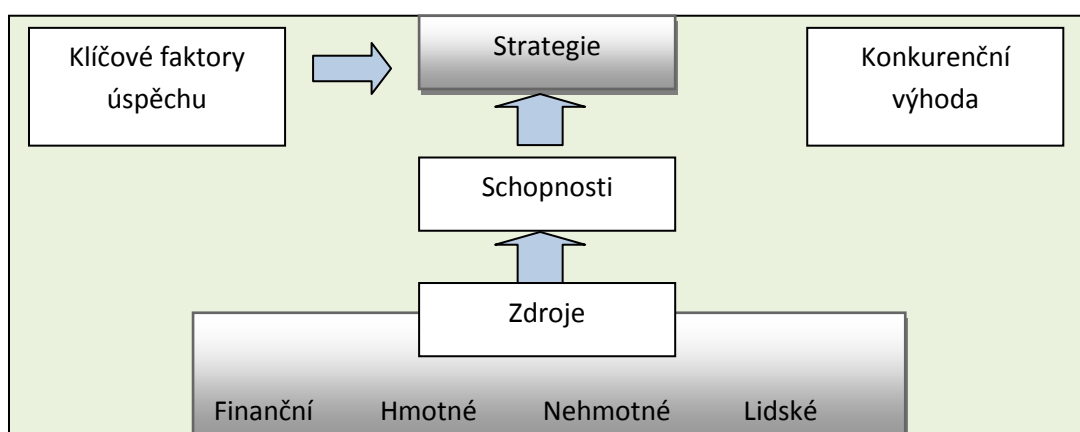 Klíčové faktory
úspěchu
Strategie
Konkurenční
výhoda
Schopnosti
Zdroje
Finanční Hmotné Nehmotné Lidské